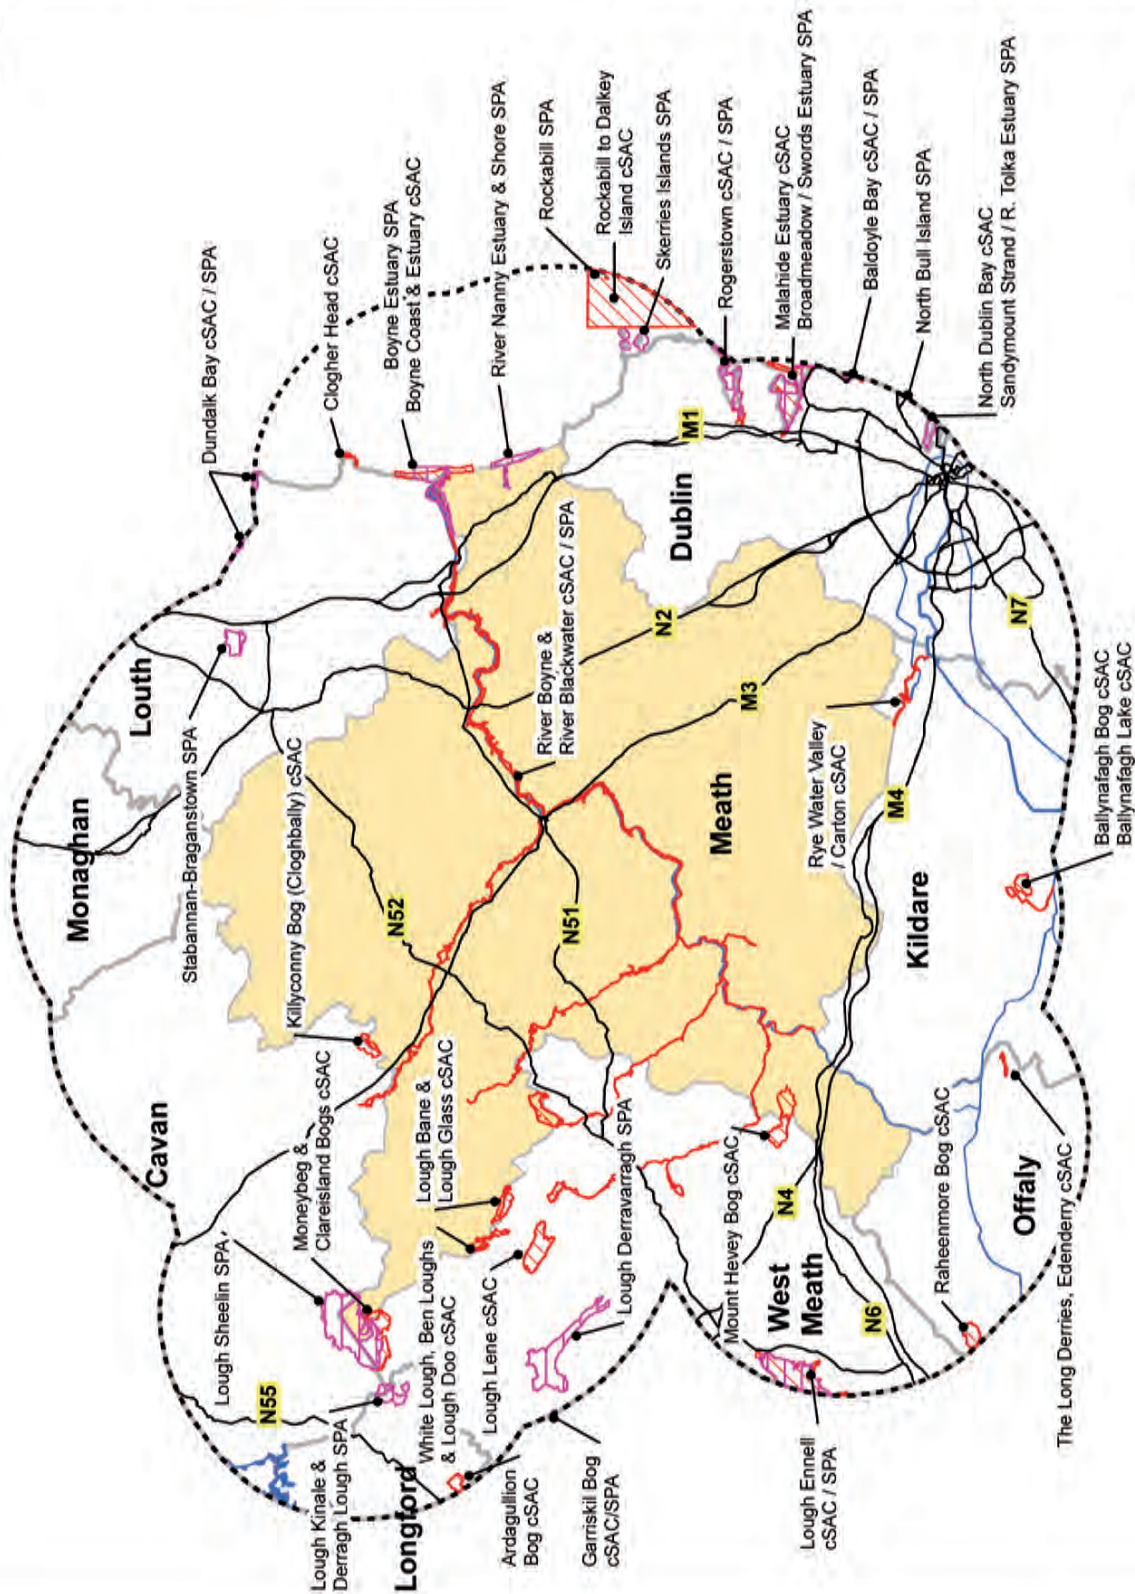 Dundalk Bay cSAC / SPA
Clogher Head cSAC
Boyne Estuary SPA
Boyne Coast & Estuary cSAC
River Nanny Estuary & Shore SPA
Rockabill SPA
Rockabill to Dalkey
Island cSAC
Skerries Islands SPA
Rogerstown cSAC / SPA
Malahide Estuary cSAC
Broadmeadow / Swords Estuary SPA
Baldoyle Bay cSAC / SPA
North Bull Island SPA
North Dublin Bay cSAC
Sandymount Strand / R. Tolka Estuary SPA
Louth
Monaghan
Cavan
Longford
West
Meath
Offaly
Kildare
Meath
Dublin
M1
N2
M3
M4
N7
N51
N52
N55
N4
N6
Stabannan-Braganstown SPA
Killyconny Bog (Cloghbally) cSAC
River Boyne &
River Blackwater cSAC / SPA
Rye Water Valley
/ Carton cSAC
Ballynafagh Bog cSAC
Ballynafagh Lake cSAC
Moneybeg &
Clareisland Bogs cSAC
Lough Bane &
Lough Glass cSAC
Lough Sheelin SPA
White Lough, Ben Loughs
& Lough Doo cSAC
Lough Lene cSAC
Lough Derravarragh SPA
Lough Kinale &
Derragh Lough SPA
Ardagullion
Bog cSAC
Garriskil Bog
cSAC/SPA
Mount Hevey Bog cSAC
Lough Ennell
cSAC / SPA
Raheenmore Bog cSAC
The Long Derries, Edenderry cSAC